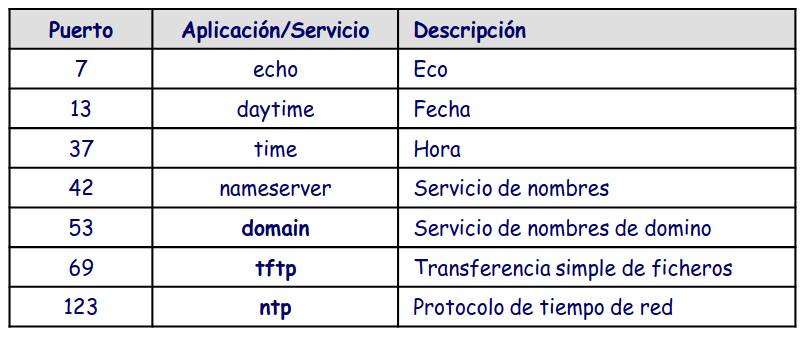 Puerto Aplicación/Servicio Descripción
7 echo Eco
13 daytime Fecha
37 time Hora
42 nameserver Servicio de nombres
53 domain Servicio de nombres de domino
69 tftp Transferencia simple de ficheros
123 ntp Protocolo de tiempo de red